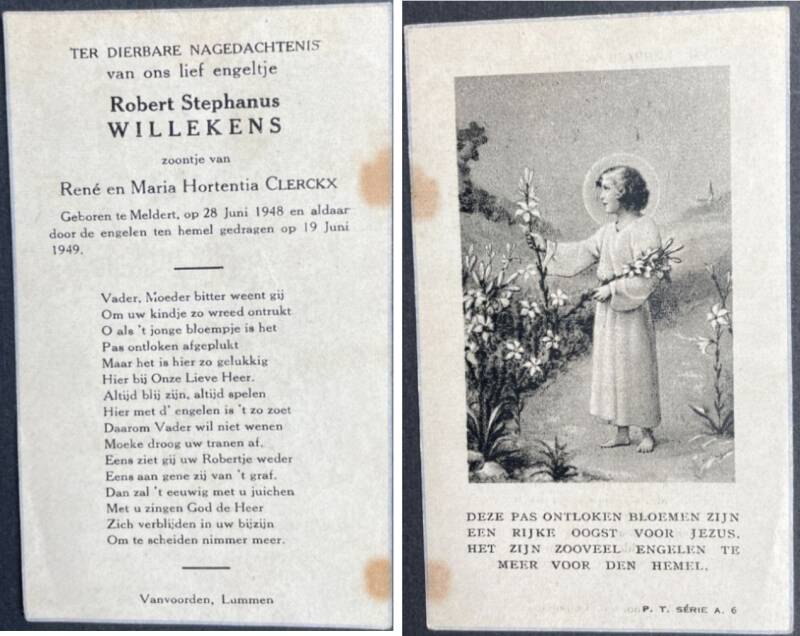 TER DIERBARE NAGEDACHTENIS
van ons lief engeltje
Robert Stephanus
WILLEKENS
zoontje van
René en Maria Hortentia CLERCKX
Geboren te Meldert, op 28 Juni 1948 en aldaar
door de engelen ten hemel gedragen op 19 Juni
1949.
Vader, Moeder bitter weent gij
Om uw kindje zo wreed ontrukt
O als 't jonge bloempje is het
Pas ontloken afgeplukt
Maar het is hier zo gelukkig
Hier bij Onze Lieve Heer.
Altijd blij zijn, altijd spelen
Hier met d' engelen is 't zo zoet
Daarom Vader wil niet wenen
Moeke droog uw tranen af.
Eens ziet gij uw Robertje weder
Eens aan gene zij van 't graf.
Dan zal 't eeuwig met u juichen
Met u zingen God de Heer
Zich verblijden in uw bijzijn
Om te scheiden nimmer meer.
Vanvoorden, Lummen
DEZE PAS ONTLOKEN BLOEMEN ZIJN
EEN RIJKE OOGST VOOR JEZUS.
HET ZIJN ZOOVEEL ENGELEN TE
MEER VOOR DEN HEMEL.
P. T. SÉRIE A. 6